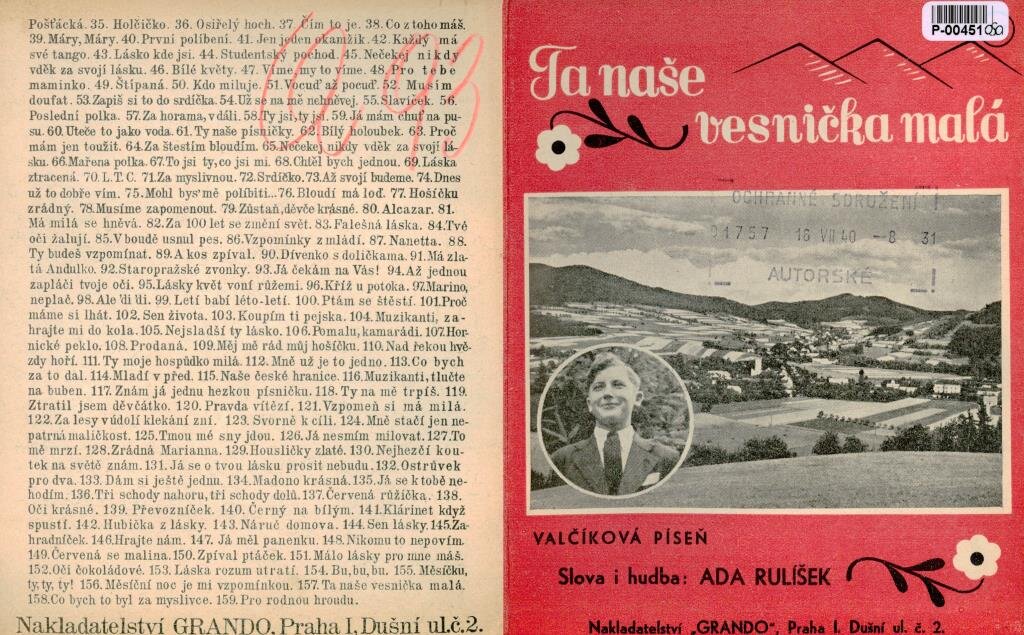 Pošťácká. 35. Holčičko. 36. Osiřelý hoch. 37. Čím to je. 38. Co z toho máš.
39. Máry, Máry. 40. První políbení. 41. Jen jeden okamžik. 42. Každý má
své tango. 43. Lásko kde jsi. 44. Studentský pochod. 45. Nečekej nikdy
vděk za svojí lásku. 46. Bílé květy. 47. Víme, my to víme. 48. Pro tebe
maminko. 49. Štípaná. 50. Kdo miluje. 51. Vocuď až pocuď. 52. Musím
doufat. 53. Zapiš si to do srdíčka. 54. Už se na mě nehněvej. 55. Slavíček. 56.
Poslední polka. 57. Za horama, v dáli. 58. Ty jsi, ty jsi. 59. Já mám chuť na pu-
su. 60. Uteče to jako voda. 61. Ty naše písničky. 62. Bílý holoubek. 63. Proč
mám jen toužit. 64. Za štestím bloudím. 65. Nečekej nikdy vděk za svojí lá-
sku. 66. Mařena polka. 67. To jsi ty, co jsi mi. 68. Chtěl bych jednou. 69. Láska
ztracená. 70. L. T. C. 71. Za myslivnou. 72. Srdíčko. 73. Až svojí budeme. 74. Dnes
už to dobře vím. 75. Mohl bys' mě políbiti... 76. Bloudí má loď. 77. Hošíčku
zrádný. 78. Musíme zapomenout. 79. Zůstaň, děvče krásné. 80. Alcazar. 81.
Má milá se hněvá. 82. Za 100 let se změní svět. 83. Falešná láska. 84. Tvé
oči žalují. 85. V boudě usnul pes. 86. Vzpomínky z mládí. 87. Nanetta. 88.
Ty budeš vzpomínat. 89. A kos zpíval. 90. Dívenko s doličkama. 91. Má zla-
tá Andulko. 92. Staropražské zvonky. 93. Já čekám na Vás! 94. Až jednou
zapláčí tvoje oči. 95. Lásky květ voní růžemi. 96. Kříž u potoka. 97. Marino,
neplač. 98. Ale 'di 'di. 99. Letí babí léto-letí. 100. Ptám se štěstí. 101. Proč
máme si lhát. 102. Sen života. 103. Koupím ti pejska. 104. Muzikanti, za-
hrajte mi do kola. 105. Nejsladší ty lásko. 106. Pomalu, kamarádi. 107. Hor-
nické peklo. 108. Prodaná. 109. Měj mě rád můj hošíčku. 110. Nad řekou hvě-
zdy hoří. 111. Ty moje hospůdko milá. 112. Mně už je to jedno. 113. Co bych
za to dal. 114. Mladí v před. 115. Naše české hranice. 116. Muzikanti, tlučte
na buben. 117. Znám já jednu hezkou písničku. 118. Ty na mě trpíš. 119.
Ztratil jsem děvčátko. 120. Pravda vítězí. 121. Vzpomeň si má milá.
122. Za lesy v údolí klekání zní. 123. Svorně k cíli. 124. Mně stačí jen ne-
patrná maličkost. 125. Tmou mé sny jdou. 126. Já nesmím milovat. 127. To
mě mrzí. 128. Zrádná Marianna. 129. Housličky zlaté. 130. Nejhezčí kou-
tek na světě znám. 131. Já se o tvou lásku prosit nebudu. 132. Ostrůvek
pro dva. 133. Dám si ještě jednu. 134. Madono krásná. 135. Já se k tobě ne-
hodím. 136. Tři schody nahoru, tři schody dolů. 137. Červená růžička. 138.
Oči krásné. 139. Převozníček. 140. Černý na bílým. 141. Klárinet když
spustí. 142. Hubička z lásky. 143. Náruč domova. 144. Sen lásky. 145. Za-
hradníček. 146. Hrajte nám. 147. Já měl panenku. 148. Nikomu to nepovím.
149. Červená se malina. 150. Zpíval ptáček. 151. Málo lásky pro mne máš.
152. Oči čokoládové. 153. Láska rozum utratí. 154. Bu, bu, bu. 155. Měsíčku,
ty, ty, ty! 156. Měsíční noc je mi vzpomínkou. 157. Ta naše vesnička malá.
158. Co bych to byl za myslivce. 159. Pro rodnou hroudu.
Nakladatelství GRANDO, Praha I, Dušní ul. č. 2.
P-00451
Ta naše
vesnička malá
OCHRANNÉ SDRUŽENÍ
91757 16 VII 40 -8 31
AUTORSKÉ
VALČÍKOVÁ PÍSEŇ
Slova i hudba: ADA RULÍŠEK
Nakladatelství „GRANDO", Praha I. Dušní ul. č. 2.